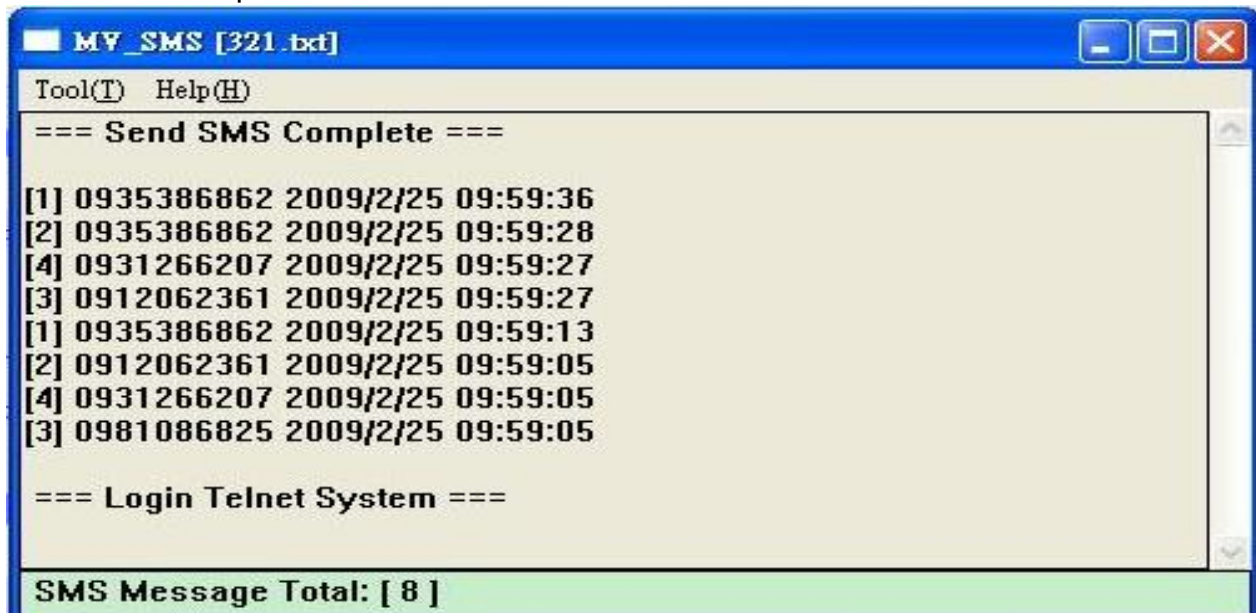 MV_SMS [321.txt]
Tool(T) Help(H)
=== Send SMS Complete ===
[1] 0935386862 2009/2/25 09:59:36
[2] 0935386862 2009/2/25 09:59:28
[4] 0931266207 2009/2/25 09:59:27
[3] 0912062361 2009/2/25 09:59:27
[1] 0935386862 2009/2/25 09:59:13
[2] 0912062361 2009/2/25 09:59:05
[4] 0931266207 2009/2/25 09:59:05
[3] 0981086825 2009/2/25 09:59:05
=== Login Telnet System ===
SMS Message Total: [ 8 ]